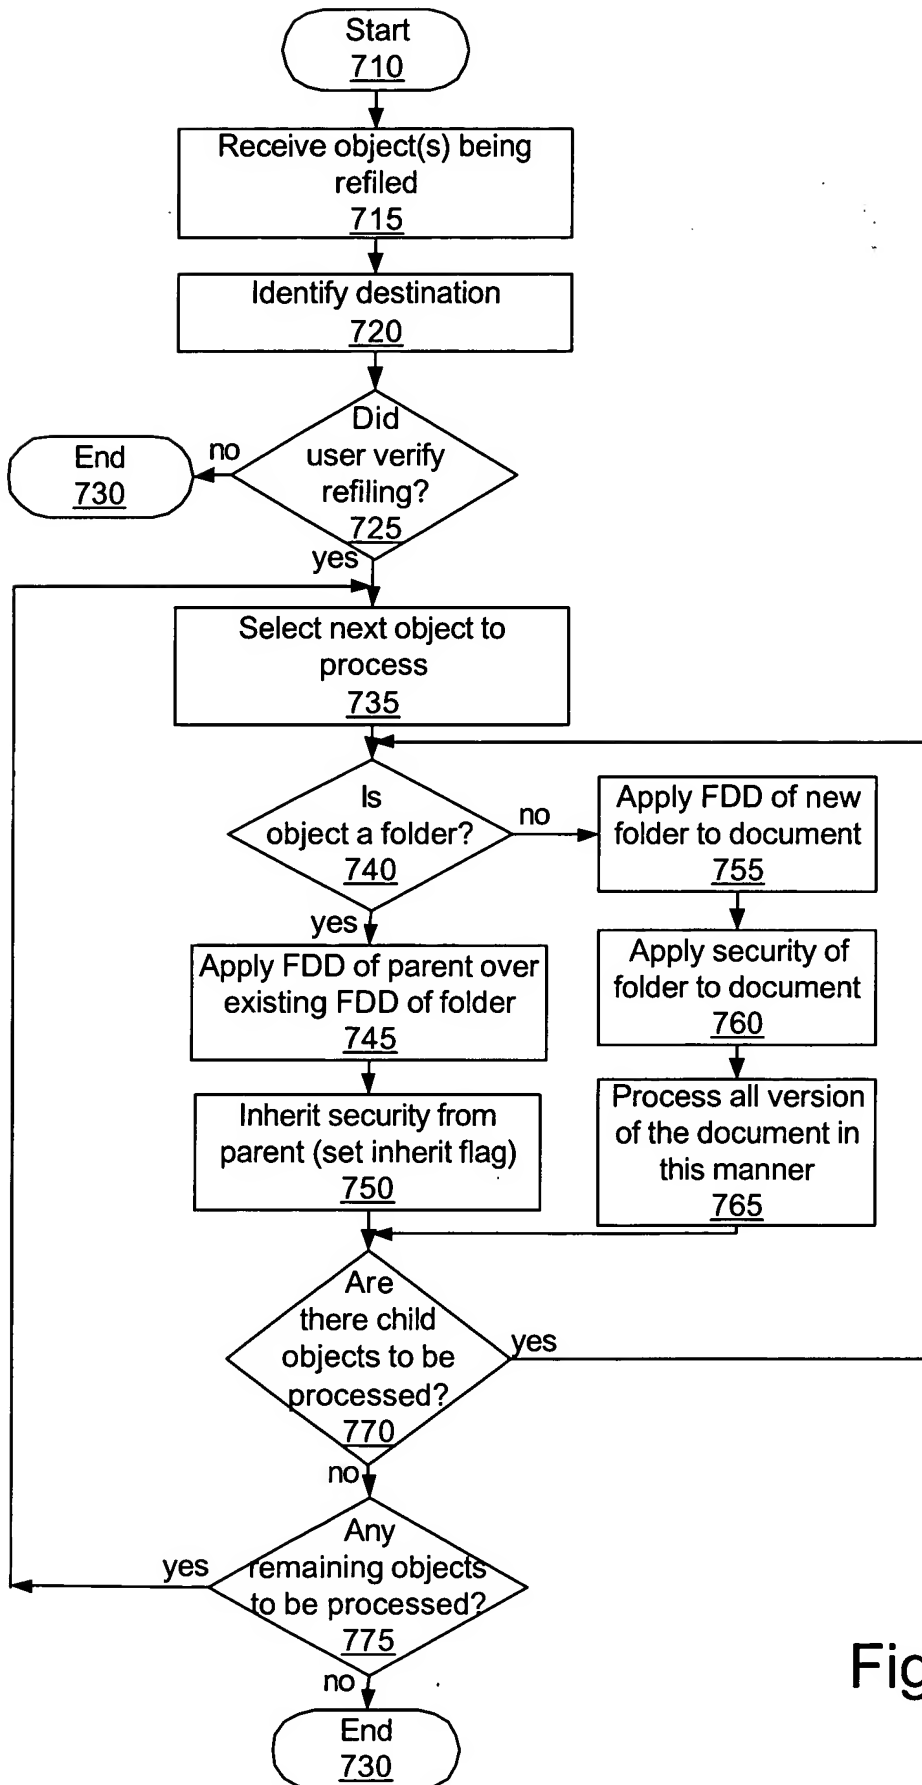 Start
710
Receive object(s) being
refiled
715
Identify destination
720
Did
user verify
refiling?
725
no
End
730
yes
Select next object to
process
735
Is
object a folder?
740
no
Apply FDD of new
folder to document
755
yes
Apply FDD of parent over
existing FDD of folder
745
Apply security of
folder to document
760
Inherit security from
parent (set inherit flag)
750
Process all version
of the document in
this manner
765
Are
there child
objects to be
processed?
770
yes
no
Any
remaining objects
to be processed?
775
yes
no
End
730
Fig